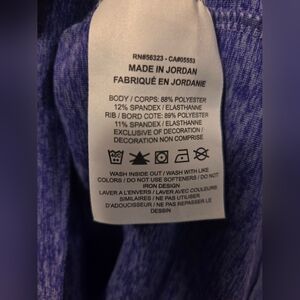 RN#56323 - CA#05553
MADE IN JORDAN
FABRIQUÉ EN JORDANIE
BODY / CORPS: 88% POLYESTER
12% SPANDEX / ELASTHANNE
RIB / BORD COTE: 89% POLYESTER
11% SPANDEX / ELASTHANNE
EXCLUSIVE OF DECORATION /
DECORATION NON COMPRISE
WASH INSIDE OUT / WASH WITH LIKE
COLORS / DO NOT USE SOFTENERS / DO NOT
IRON DESIGN
LAVER A L'ENVERS / LAVER AVEC COULEURS
SIMILAIRES / NE PAS UTILISER
D'ADOUCISSEUR / NE PAS REPASSER LE
DESSIN